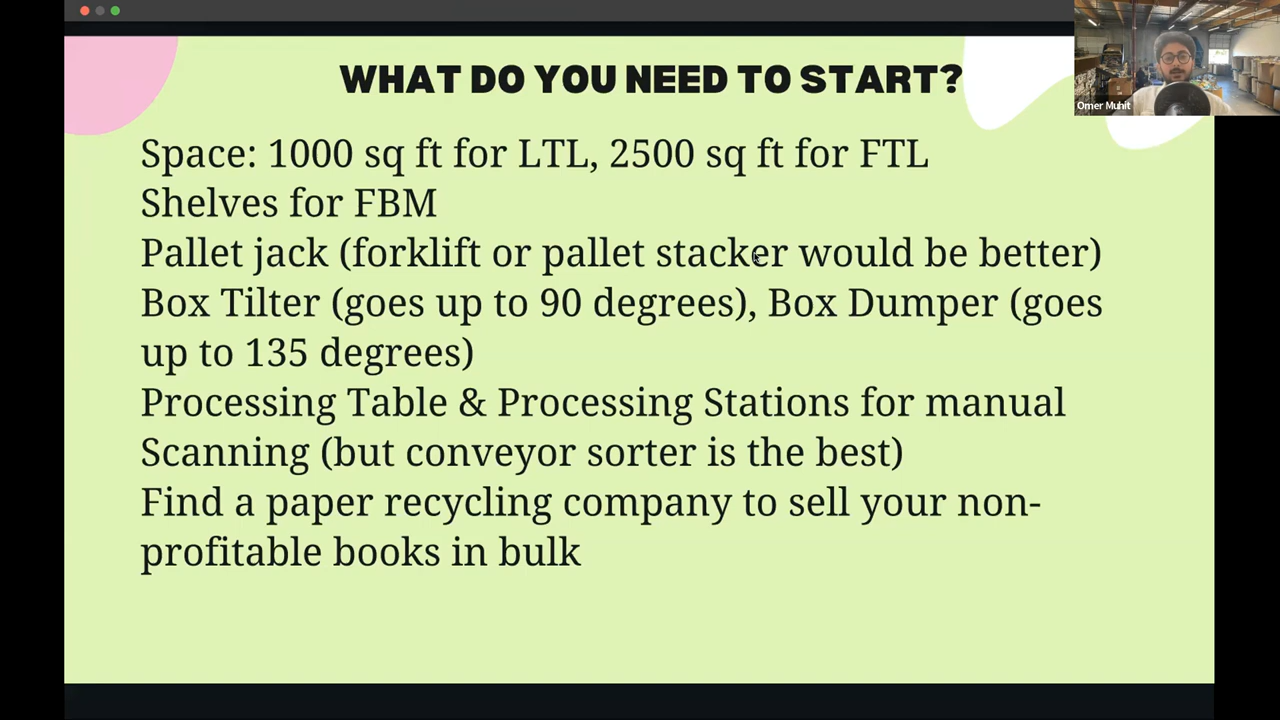 WHAT DO YOU NEED TO START?
Omer Muhit
Space: 1000 sq ft for LTL, 2500 sq ft for FTL
Shelves for FBM
Pallet jack (forklift or pallet stacker would be better)
Box Tilter (goes up to 90 degrees), Box Dumper (goes
up to 135 degrees)
Processing Table & Processing Stations for manual
Scanning (but conveyor sorter is the best)
Find a paper recycling company to sell your non-
profitable books in bulk